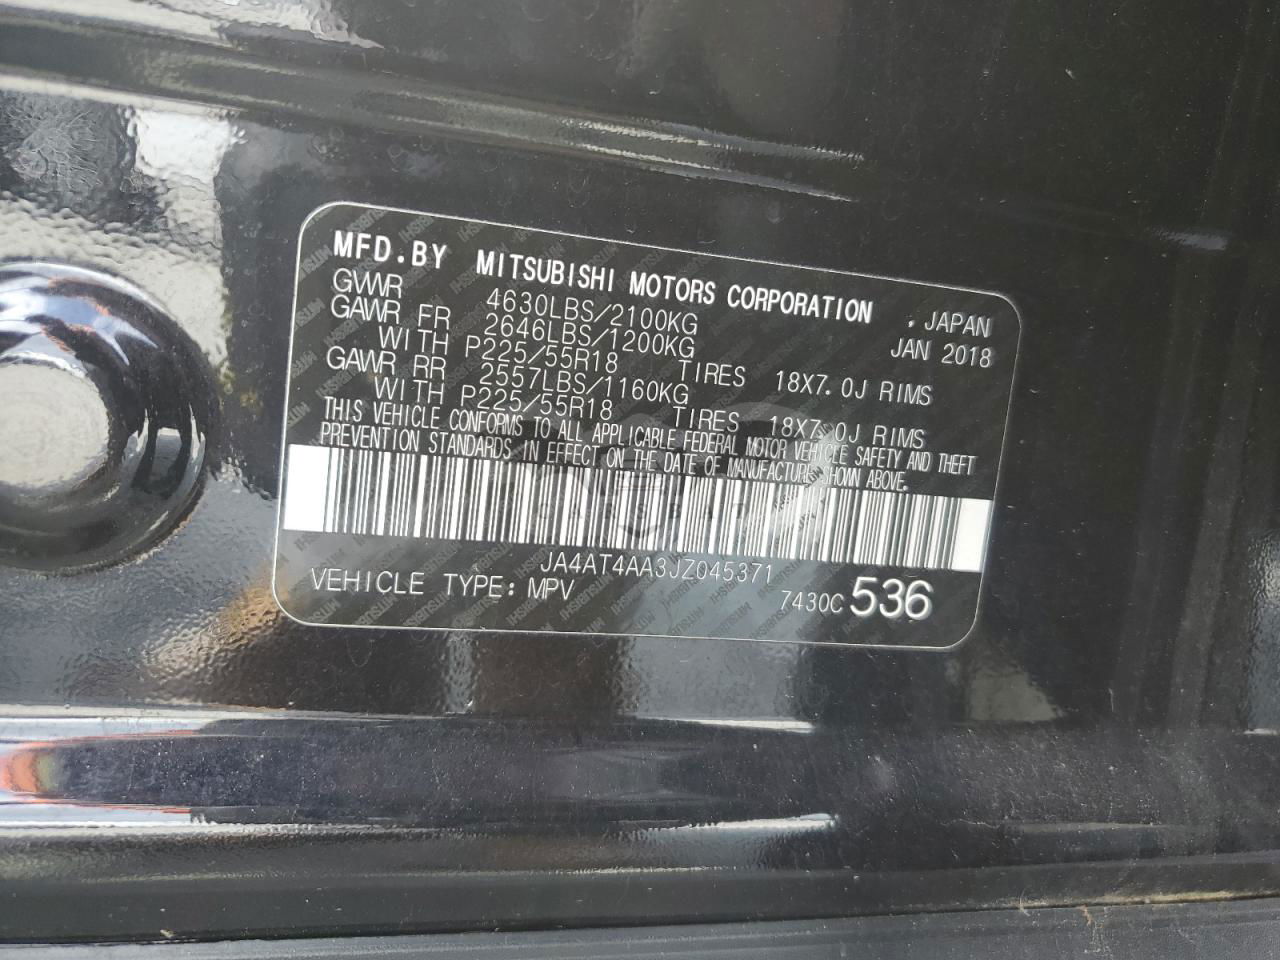 MFD.BY MITSUBISHI MOTORS CORPORATION , JAPAN
GVWR 4630LBS/2100KG JAN 2018
GAWR FR 2646LBS/1200KG
WITH P225/55R18 TIRES 18X7.0J RIMS
GAWR RR 2557LBS/1160KG
WITH P225/55R18 TIRES 18X7.0J RIMS
THIS VEHICLE CONFORMS TO ALL APPLICABLE FEDERAL MOTOR VEHICLE SAFETY AND THEFT
PREVENTION STANDARDS IN EFFECT ON THE DATE OF MANUFACTURE SHOWN ABOVE.
JA4AT4AA3JZ045371
VEHICLE TYPE: MPV 7430C 536